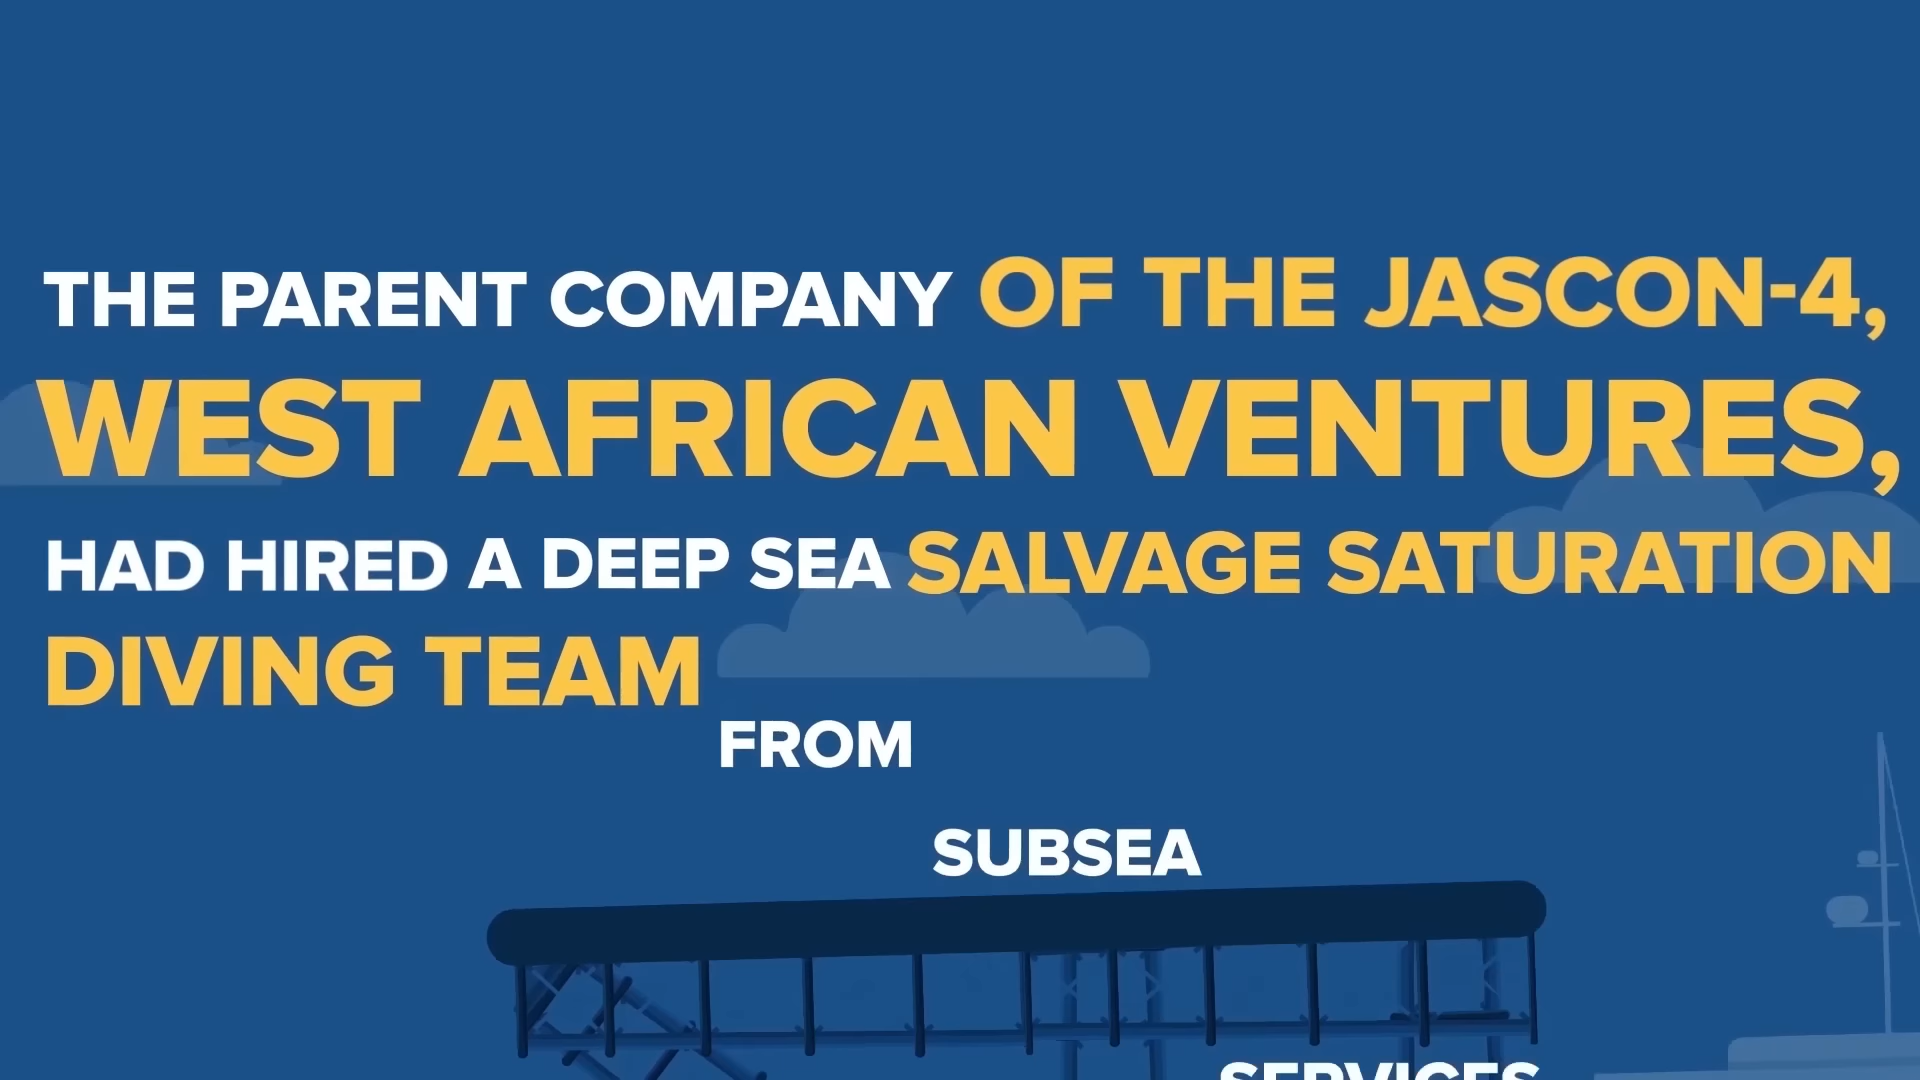 THE PARENT COMPANY OF THE JASCON-4,
WEST AFRICAN VENTURES,
HAD HIRED A DEEP SEA SALVAGE SATURATION
DIVING TEAM
FROM
SUBSEA
SERVICES